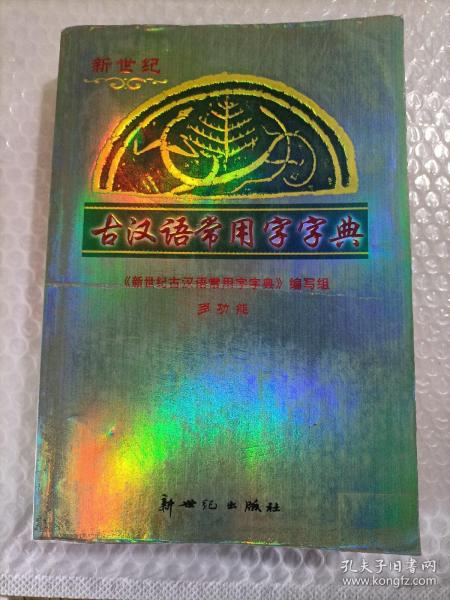 新世纪
古汉语常用字字典
《新世纪古汉语常用字字典》编写组
多功能
新世纪出版社
孔夫子旧书网
www.kongfz.com